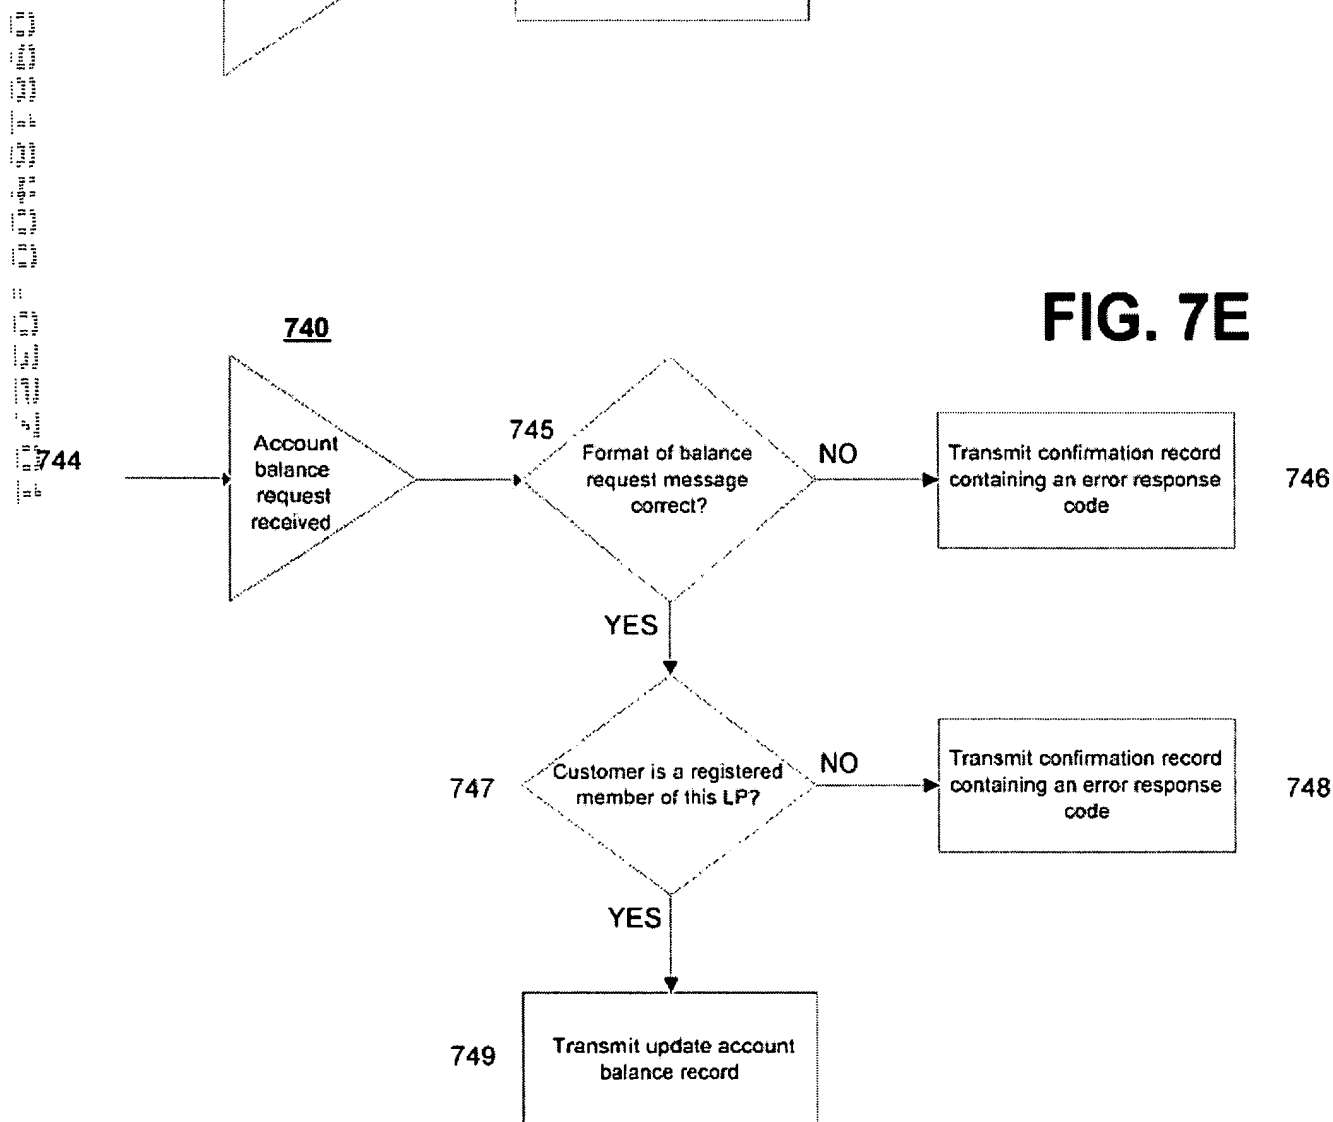 FIG. 7E
740
744
Account
balance
request
received
745
Format of balance
request message
correct?
NO
Transmit confirmation record
containing an error response
code
746
YES
747
Customer is a registered
member of this LP?
NO
Transmit confirmation record
containing an error response
code
748
YES
749
Transmit update account
balance record